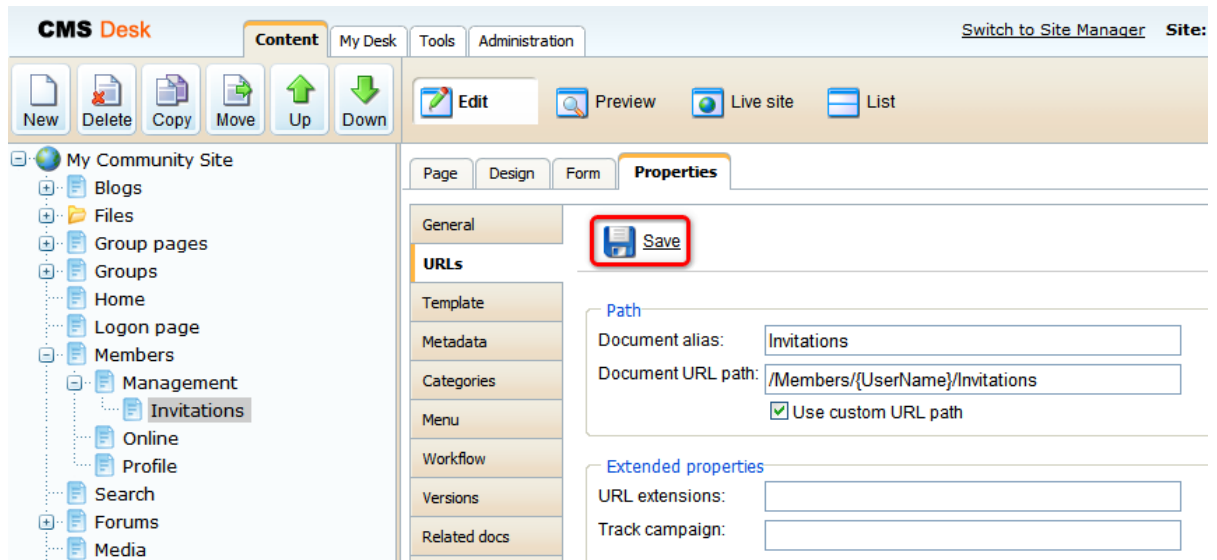 CMS Desk
Content My Desk Tools Administration
Switch to Site Manager Site:
New Delete Copy Move Up Down
Edit Preview Live site List
My Community Site
Blogs
Files
Group pages
Groups
Home
Logon page
Members
Management
Invitations
Online
Profile
Search
Forums
Media
Page Design Form Properties
General
URLs
Template
Metadata
Categories
Menu
Workflow
Versions
Related docs
Save
Path
Document alias: Invitations
Document URL path: /Members/{UserName}/Invitations
Use custom URL path
Extended properties
URL extensions:
Track campaign: